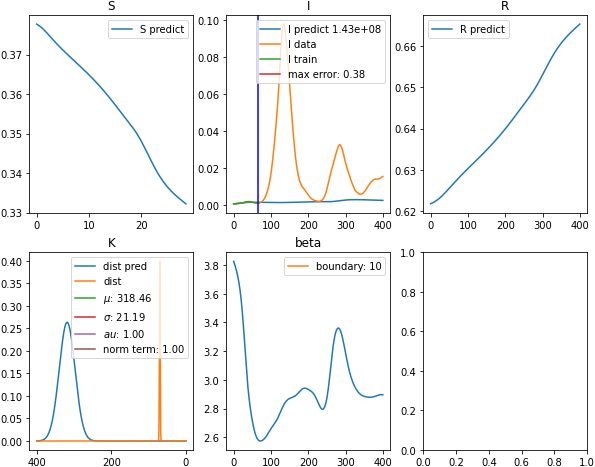 S
0.37
0.36
0.35
0.34
0.33
0 10 20
S predict
I
0.10
0.08
0.06
0.04
0.02
0.00
0 100 200 300 400
I predict 1.43e+08
I data
I train
max error: 0.38
R
0.66
0.65
0.64
0.63
0.62
0 200 400
R predict
K
0.40
0.35
0.30
0.25
0.20
0.15
0.10
0.05
0.00
400 200 0
dist pred
dist
μ: 318.46
σ: 21.19
au: 1.00
norm term: 1.00
beta
3.8
3.6
3.4
3.2
3.0
2.8
2.6
0 100 200 300 400
boundary: 10
1.0
0.8
0.6
0.4
0.2
0.0
0.0 0.2 0.4 0.6 0.8 1.0